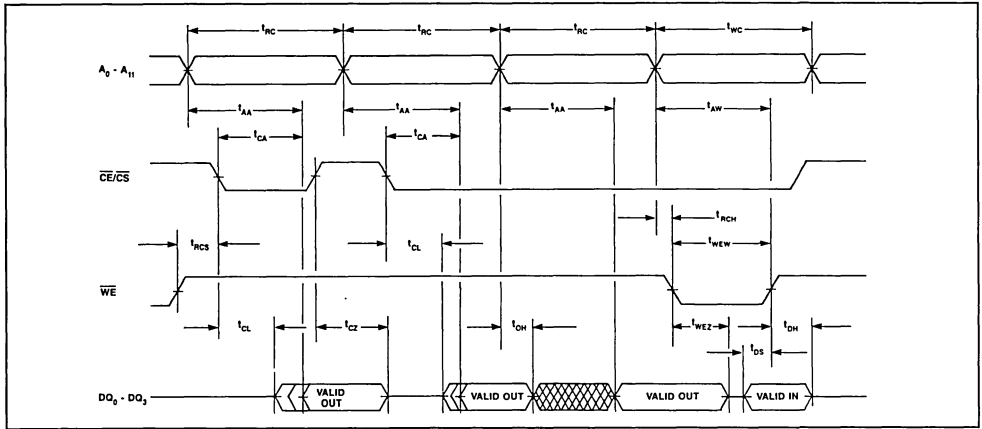 tRC tRC tRC tWC
A0 - A11
tAA tAA tAA tAW
tCA tCA
CE/CS
tRCH
tRCS tCL tWEW
WE
tCL tCZ tOH tWEZ tDH
tDS
DQ0 - DQ3 VALID OUT VALID OUT VALID OUT VALID IN